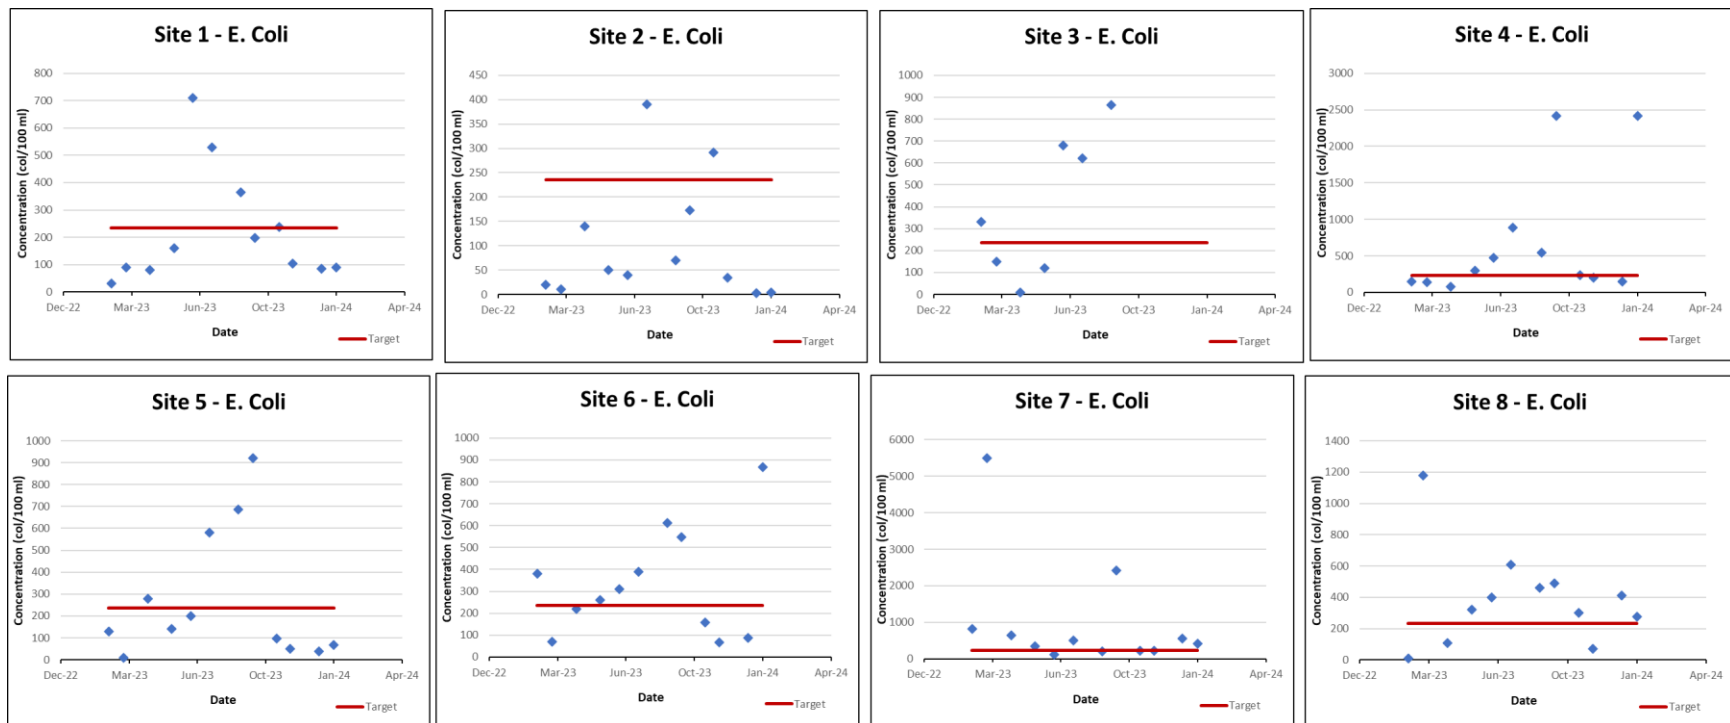 Site 1 - E. Coli
Concentration (col/100 ml)
800
700
600
500
400
300
200
100
0
Dec-22 Mar-23 Jun-23 Oct-23 Jan-24 Apr-24
Date
Target
Site 2 - E. Coli
Concentration (col/100 ml)
450
400
350
300
250
200
150
100
50
0
Dec-22 Mar-23 Jun-23 Oct-23 Jan-24 Apr-24
Date
Target
Site 3 - E. Coli
Concentration (col/100 ml)
1000
900
800
700
600
500
400
300
200
100
0
Dec-22 Mar-23 Jun-23 Oct-23 Jan-24 Apr-24
Date
Target
Site 4 - E. Coli
Concentration (col/100 ml)
3000
2500
2000
1500
1000
500
0
Dec-22 Mar-23 Jun-23 Oct-23 Jan-24 Apr-24
Date
Target
Site 5 - E. Coli
Concentration (col/100 ml)
1000
900
800
700
600
500
400
300
200
100
0
Dec-22 Mar-23 Jun-23 Oct-23 Jan-24 Apr-24
Date
Target
Site 6 - E. Coli
Concentration (col/100 ml)
1000
900
800
700
600
500
400
300
200
100
0
Dec-22 Mar-23 Jun-23 Oct-23 Jan-24 Apr-24
Date
Target
Site 7 - E. Coli
Concentration (col/100 ml)
6000
5000
4000
3000
2000
1000
0
Dec-22 Mar-23 Jun-23 Oct-23 Jan-24 Apr-24
Date
Target
Site 8 - E. Coli
Concentration (col/100 ml)
1400
1200
1000
800
600
400
200
0
Dec-22 Mar-23 Jun-23 Oct-23 Jan-24 Apr-24
Date
Target